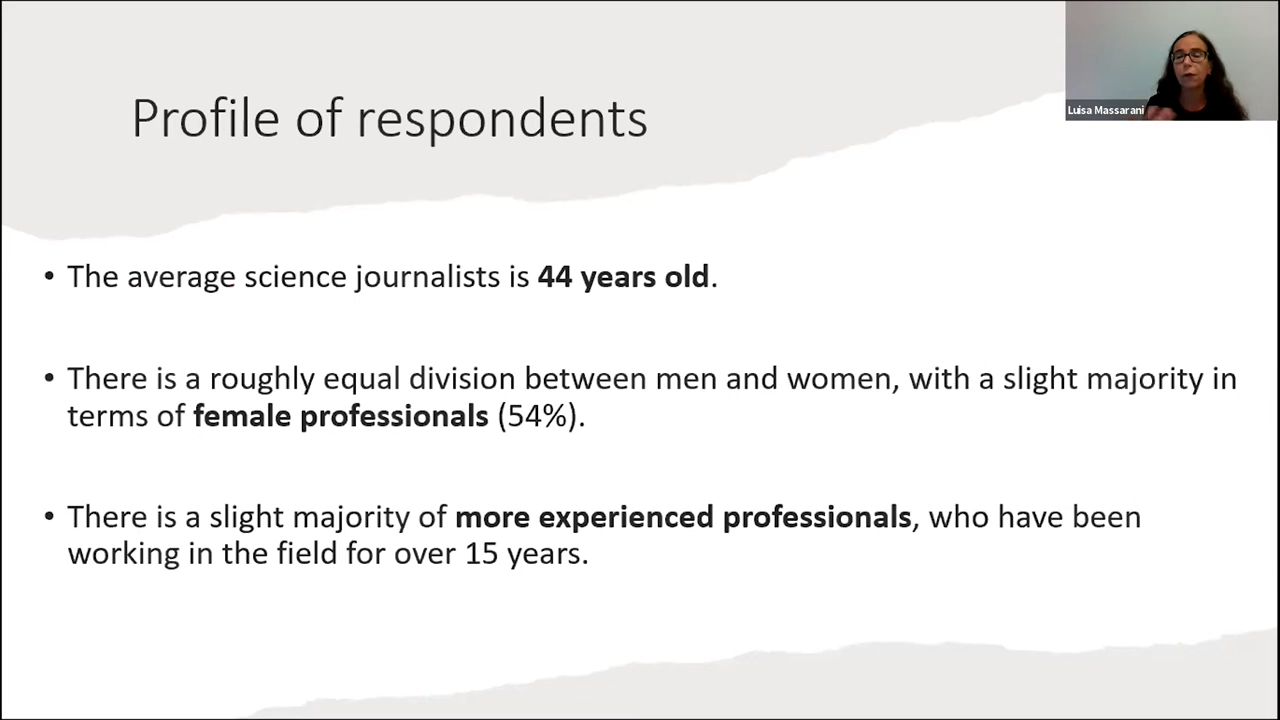 Profile of respondents
Luisa Massarani
• The average science journalists is 44 years old.
• There is a roughly equal division between men and women, with a slight majority in
terms of female professionals (54%).
• There is a slight majority of more experienced professionals, who have been
working in the field for over 15 years.